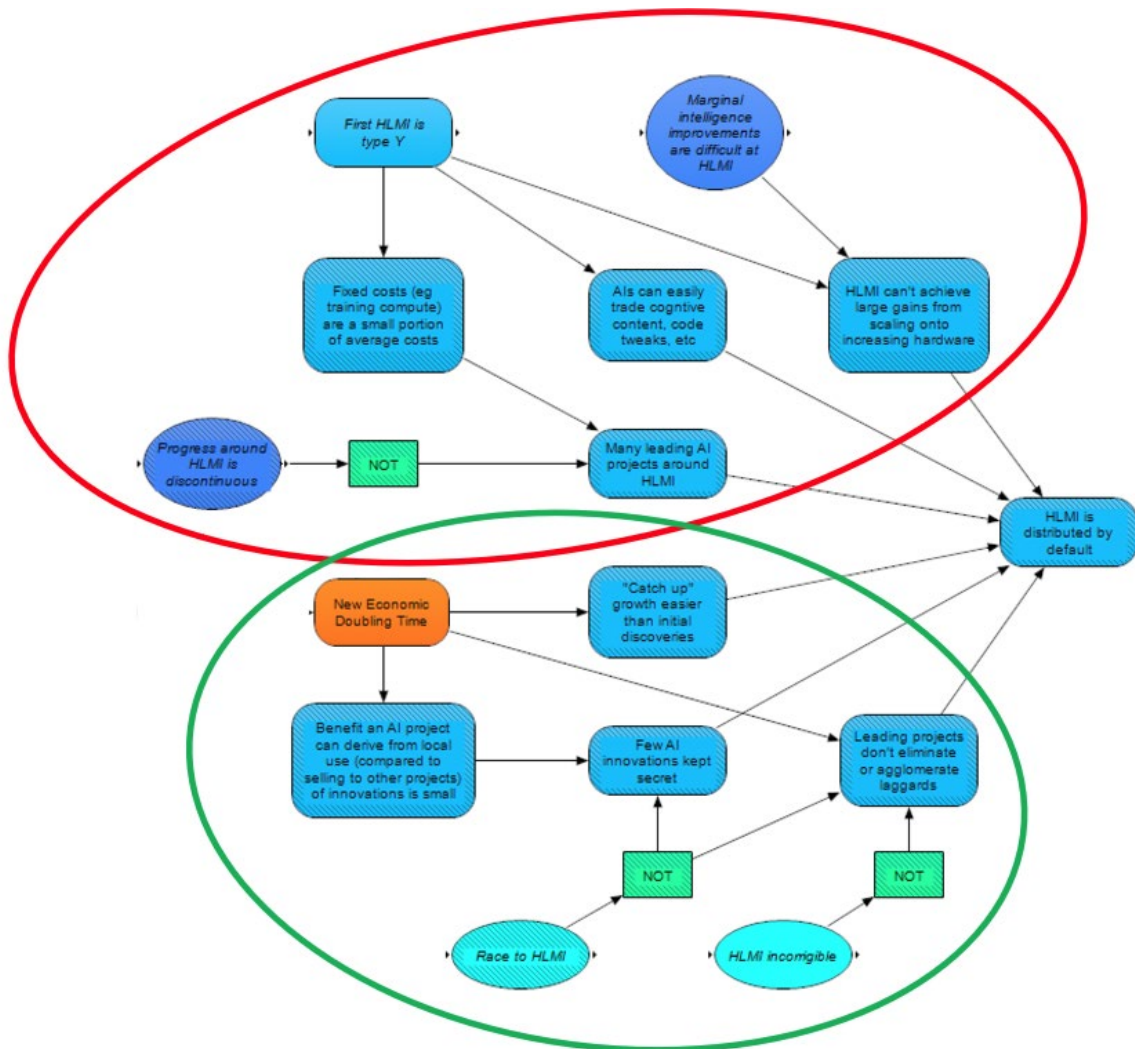 First HLMI is
type Y
Marginal
intelligence
improvements
are difficult at
HLMI
Fixed costs (eg
training compute)
are a small portion
of average costs
AIs can easily
trade cogntive
content, code
tweaks, etc
HLMI can't achieve
large gains from
scaling onto
increasing hardware
Progress around
HLMI is
discontinuous
NOT
Many leading AI
projects around
HLMI
HLMI is
distributed by
default
New Economic
Doubling Time
"Catch up"
growth easier
than initial
discoveries
Benefit an AI project
can derive from local
use (compared to
selling to other projects)
of innovations is small
Few AI
innovations kept
secret
Leading projects
don't eliminate
or agglomerate
laggards
NOT
NOT
Race to HLMI
HLMI incorrigible